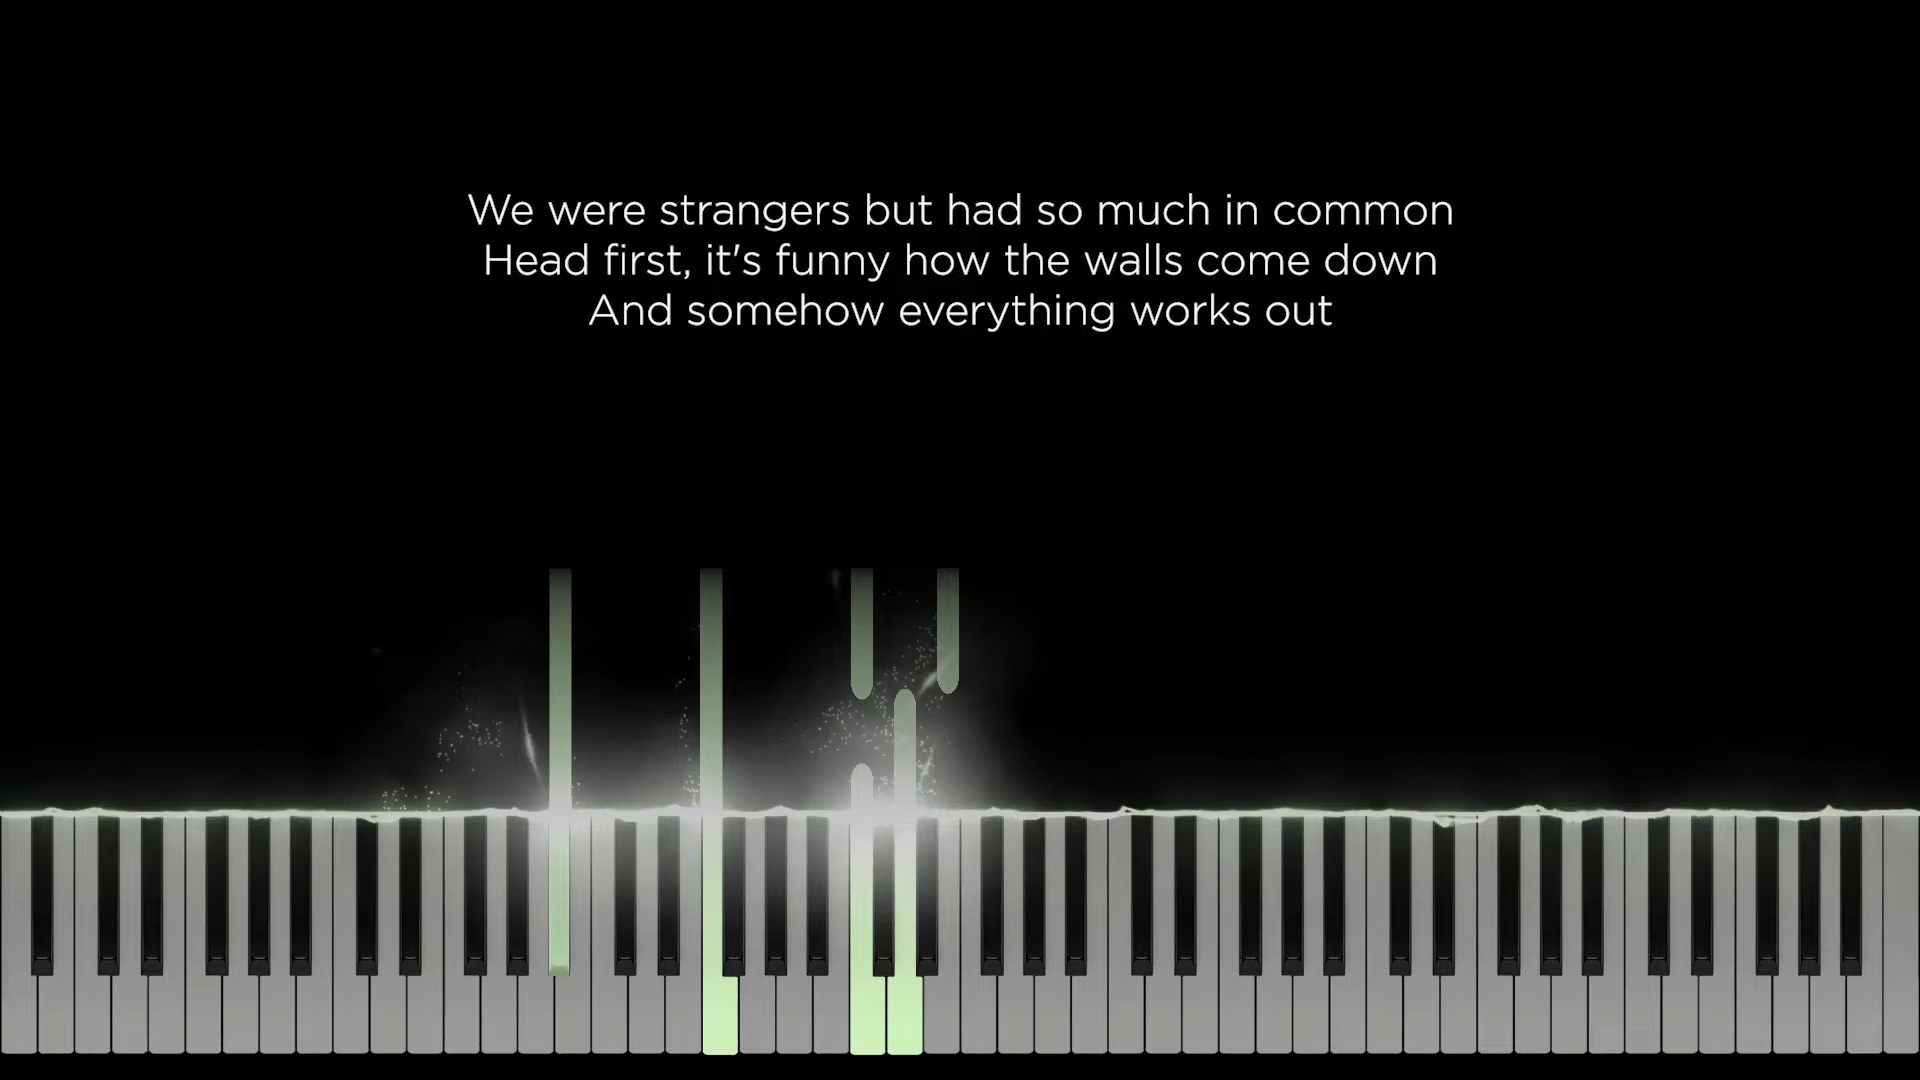 We were strangers but had so much in common
Head first, it's funny how the walls come down
And somehow everything works out